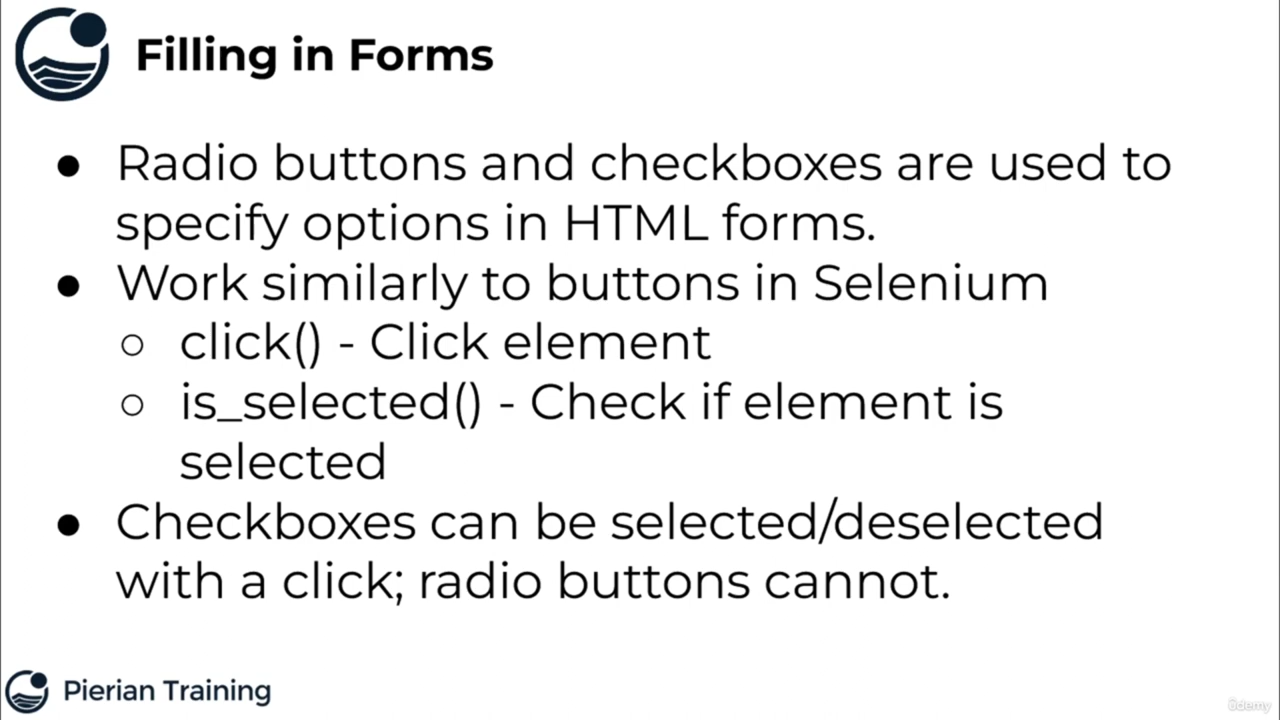 Filling in Forms
● Radio buttons and checkboxes are used to
specify options in HTML forms.
● Work similarly to buttons in Selenium
○ click() - Click element
○ is_selected() - Check if element is
selected
● Checkboxes can be selected/deselected
with a click; radio buttons cannot.
Pierian Training
ûdemy